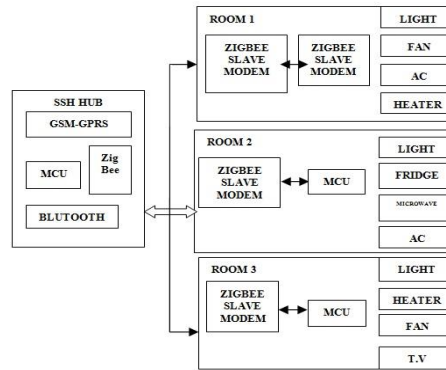 SSH HUB
GSM-GPRS
MCU
Zig
Bee
BLUTOOTH
ROOM 1
ZIGBEE
SLAVE
MODEM
ZIGBEE
SLAVE
MODEM
LIGHT
FAN
AC
HEATER
ROOM 2
ZIGBEE
SLAVE
MODEM
MCU
LIGHT
FRIDGE
MICROWAVE
AC
ROOM 3
ZIGBEE
SLAVE
MODEM
MCU
LIGHT
HEATER
FAN
T.V